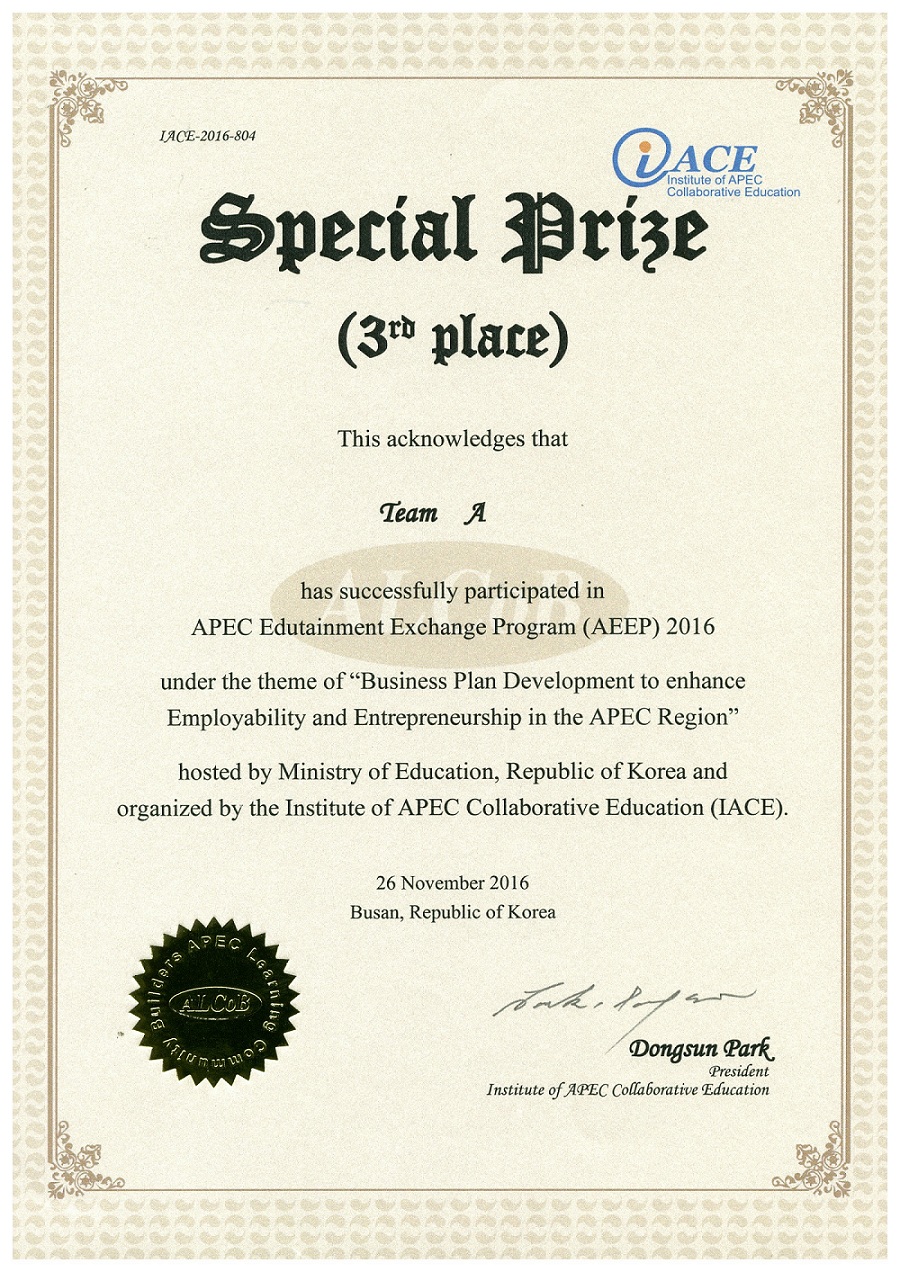 IACE-2016-804
iACE
Institute of APEC
Collaborative Education
Special Prize
(3rd place)
This acknowledges that
Team A
ALCoB
has successfully participated in
APEC Edutainment Exchange Program (AEEP) 2016
under the theme of “Business Plan Development to enhance
Employability and Entrepreneurship in the APEC Region”
hosted by Ministry of Education, Republic of Korea and
organized by the Institute of APEC Collaborative Education (IACE).
26 November 2016
Busan, Republic of Korea
APEC Learning Community Builders
ALCoB
Dongsun Park
President
Institute of APEC Collaborative Education